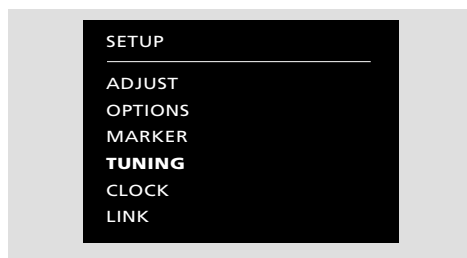 SETUP
ADJUST
OPTIONS
MARKER
TUNING
CLOCK
LINK